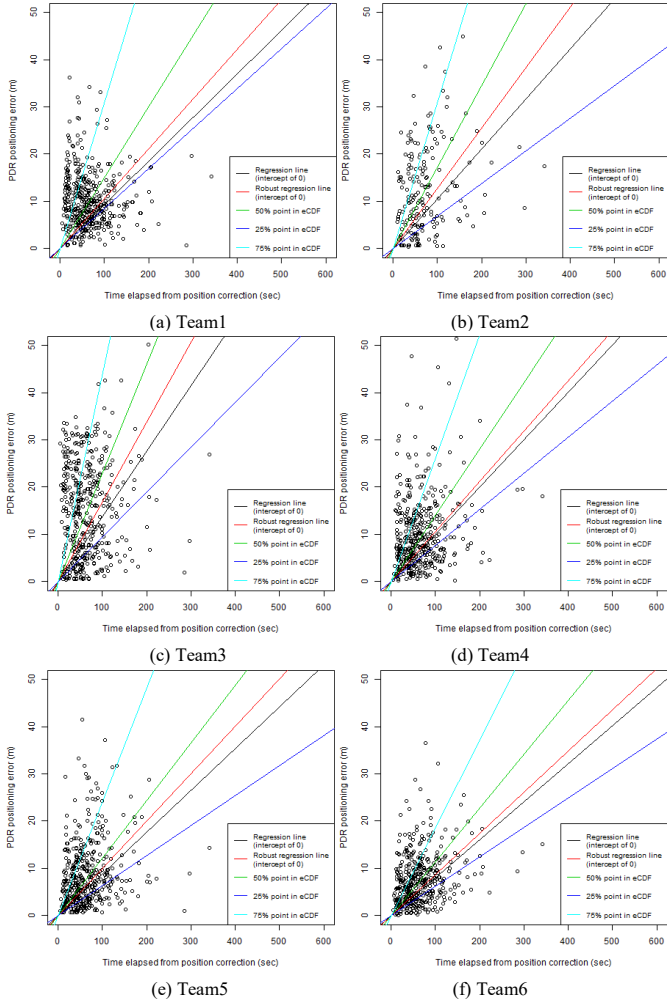 50
40
30
20
10
0
PDR positioning error (m)
Regression line
(intercept of 0)
Robust regression line
(intercept of 0)
50% point in eCDF
25% point in eCDF
75% point in eCDF
0 100 200 300 400 500 600
Time elapsed from position correction (sec)
(a) Team1
50
40
30
20
10
0
PDR positioning error (m)
Regression line
(intercept of 0)
Robust regression line
(intercept of 0)
50% point in eCDF
25% point in eCDF
75% point in eCDF
0 100 200 300 400 500 600
Time elapsed from position correction (sec)
(b) Team2
50
40
30
20
10
0
PDR positioning error (m)
Regression line
(intercept of 0)
Robust regression line
(intercept of 0)
50% point in eCDF
25% point in eCDF
75% point in eCDF
0 100 200 300 400 500 600
Time elapsed from position correction (sec)
(c) Team3
50
40
30
20
10
0
PDR positioning error (m)
Regression line
(intercept of 0)
Robust regression line
(intercept of 0)
50% point in eCDF
25% point in eCDF
75% point in eCDF
0 100 200 300 400 500 600
Time elapsed from position correction (sec)
(d) Team4
50
40
30
20
10
0
PDR positioning error (m)
Regression line
(intercept of 0)
Robust regression line
(intercept of 0)
50% point in eCDF
25% point in eCDF
75% point in eCDF
0 100 200 300 400 500 600
Time elapsed from position correction (sec)
(e) Team5
50
40
30
20
10
0
PDR positioning error (m)
Regression line
(intercept of 0)
Robust regression line
(intercept of 0)
50% point in eCDF
25% point in eCDF
75% point in eCDF
0 100 200 300 400 500 600
Time elapsed from position correction (sec)
(f) Team6